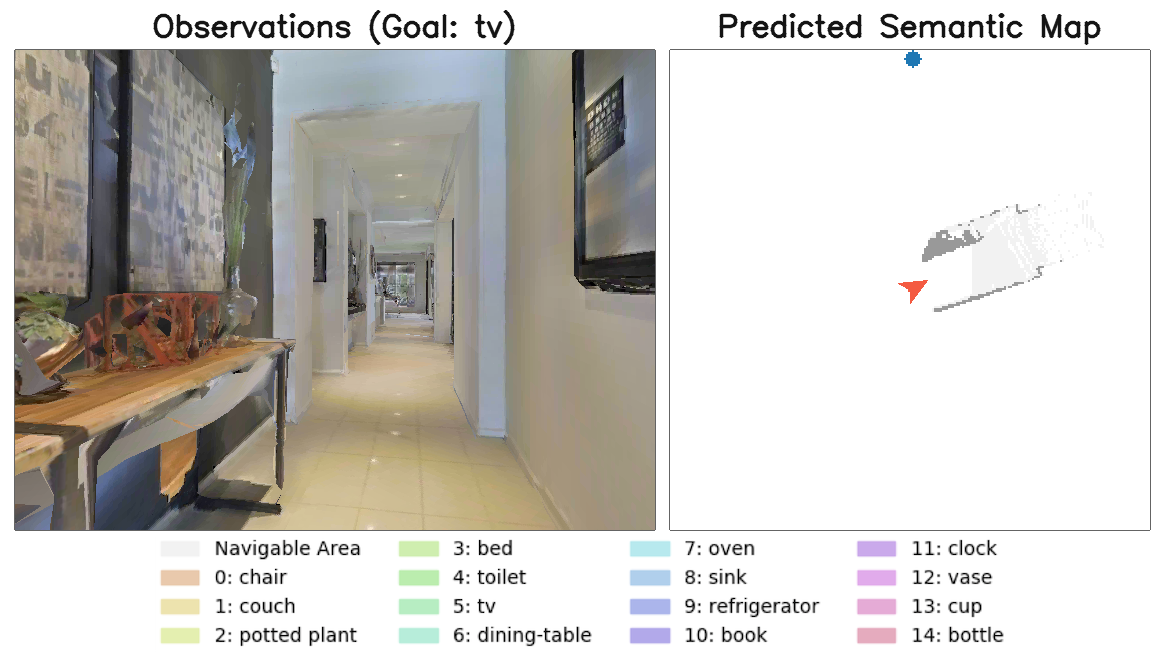 Observations (Goal: tv)
Predicted Semantic Map
Navigable Area
0: chair
1: couch
2: potted plant
3: bed
4: toilet
5: tv
6: dining-table
7: oven
8: sink
9: refrigerator
10: book
11: clock
12: vase
13: cup
14: bottle